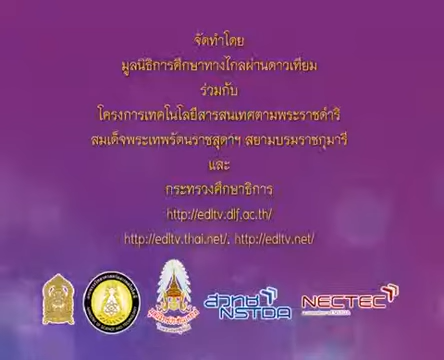 จัดทำโดย
มูลนิธิการศึกษาทางไกลผ่านดาวเทียม
ร่วมกับ
โครงการเทคโนโลยีสารสนเทศตามพระราชดำริ
สมเด็จพระเทพรัตนราชสุดาฯ สยามบรมราชกุมารี
และ
กระทรวงศึกษาธิการ
http://edltv.dlf.ac.th/
http://edltv.thai.net/, http://edltv.net/
สวทช NECTEC
NSTDA